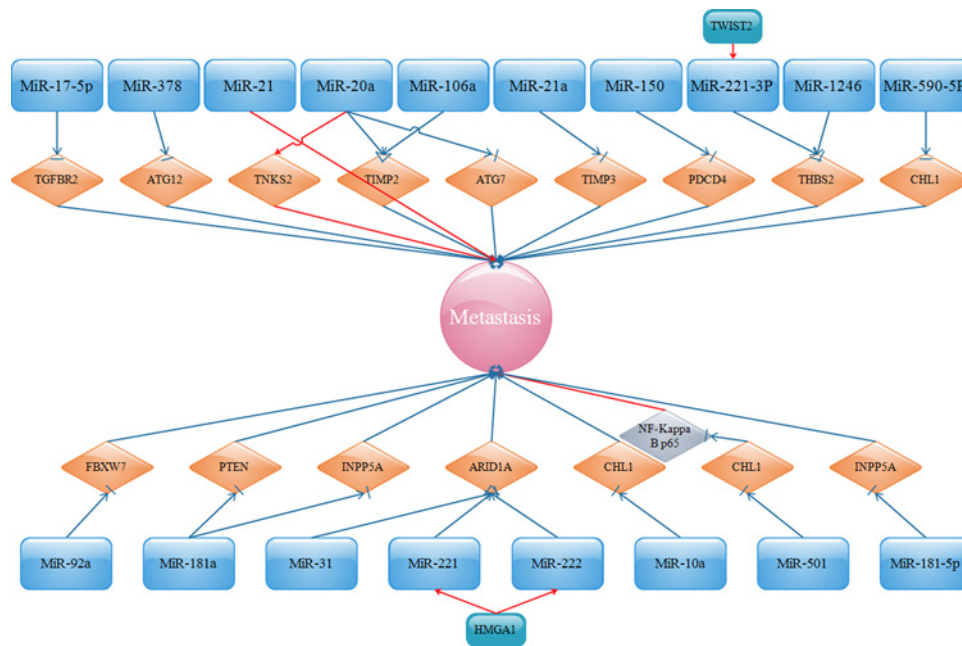 TWIST2
MiR-17-5p
MiR-378
MiR-21
MiR-20a
MiR-106a
MiR-21a
MiR-150
MiR-221-3P
MiR-1246
MiR-590-5P
TGFBR2
ATG12
TNKS2
TIMP2
ATG7
TIMP3
PDCD4
THBS2
CHL1
Metastasis
NF-Kappa
B p65
FBXW7
PTEN
INPP5A
ARID1A
CHL1
CHL1
INPP5A
MiR-92a
MiR-181a
MiR-31
MiR-221
MiR-222
MiR-10a
MiR-501
MiR-181-5p
HMGA1